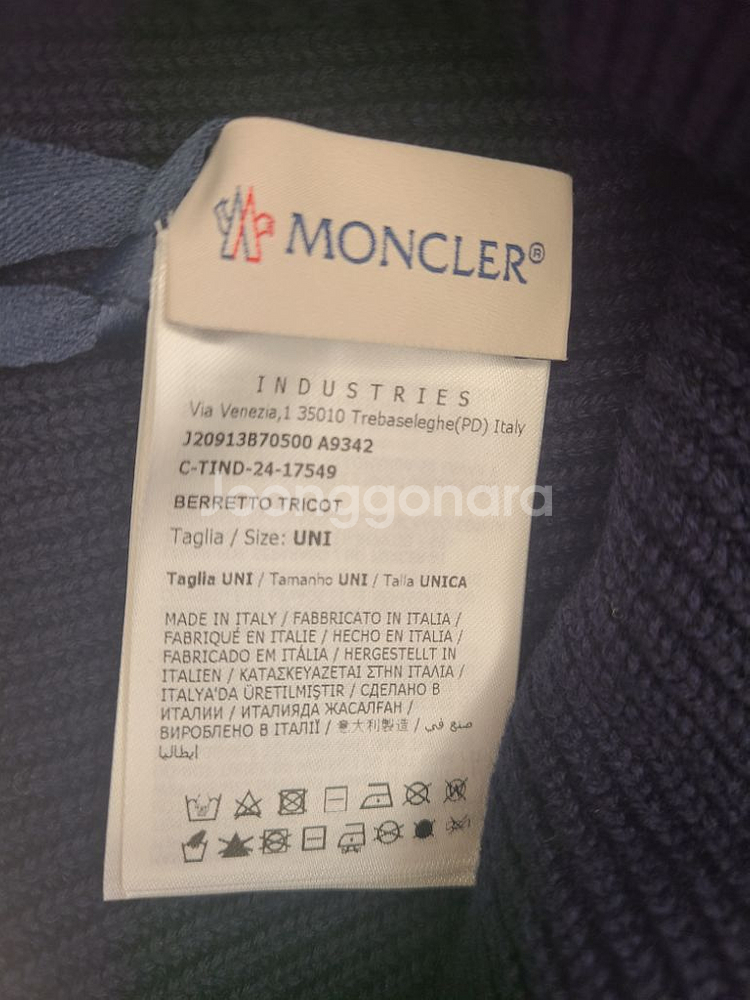 MONCLER®
INDUSTRIES
Via Venezia,1 35010 Trebaseleghe(PD) Italy
J20913B70500 A9342
C-TIND-24-17549
BERRETTO TRICOT
Joonggonara
Taglia / Size: UNI
Taglia UNI / Tamanho UNI / Talla UNICA
MADE IN ITALY / FABBRICATO IN ITALIA /
FABRIQUÉ EN ITALIE / HECHO EN ITALIA /
FABRICADO EM ITÁLIA / HERGESTELLT IN
ITALIEN / ΚΑΤΑΣΚΕΥΑΖΕΤΑΙ ΣΤΗΝ ΙΤΑΛΙΑ /
ITALYA'DA ÜRETILMIŞTIR / СДЕЛАНО В
ИТАЛИИ / ИТАЛИЯДА ЖАСАЛҒАН /
ВИРОБЛЕНО В ІТАЛІЇ / 意大利製造 / صنع في
إيطاليا